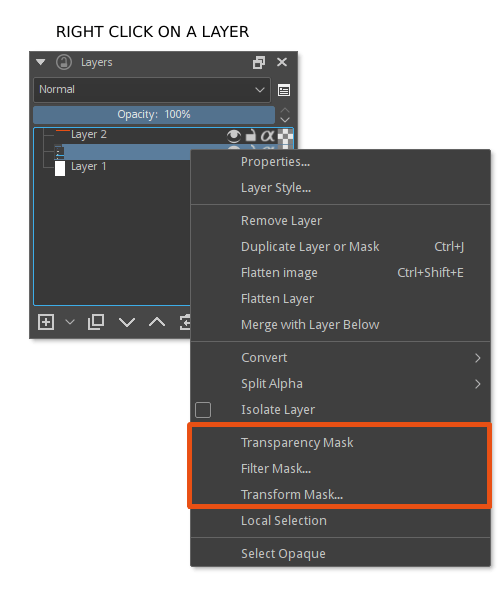 RIGHT CLICK ON A LAYER
Layers
Normal
Opacity: 100%
Layer 2
Layer 1
Properties...
Layer Style...
Remove Layer
Duplicate Layer or Mask Ctrl+J
Flatten image Ctrl+Shift+E
Flatten Layer
Merge with Layer Below
Convert
Split Alpha
Isolate Layer
Transparency Mask
Filter Mask...
Transform Mask...
Local Selection
Select Opaque